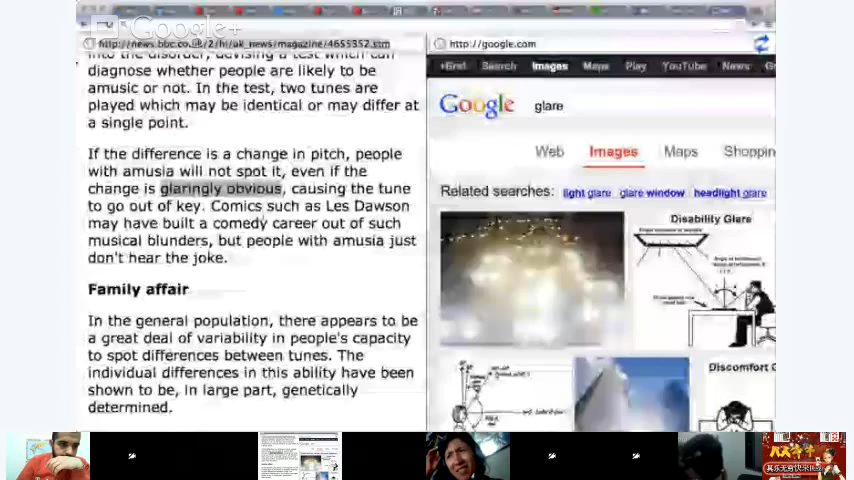 Google+
http://news.bbc.co.uk/2/hi/uk_news/magazine/4655352.stm
into the disorder, devising a test which can
diagnose whether people are likely to be
amusic or not. In the test, two tunes are
played which may be identical or may differ at
a single point.
If the difference is a change in pitch, people
with amusia will not spot it, even if the
change is glaringly obvious, causing the tune
to go out of key. Comics such as Les Dawson
may have built a comedy career out of such
musical blunders, but people with amusia just
don't hear the joke.
Family affair
In the general population, there appears to be
a great deal of variability in people's capacity
to spot differences between tunes. The
individual differences in this ability have been
shown to be, in large part, genetically
determined.
http://google.com
Search Images Maps Play YouTube News
Google glare
Web Images Maps Shoppin
Related searches: light glare glare window headlight glare
Disability Glare
Discomfort